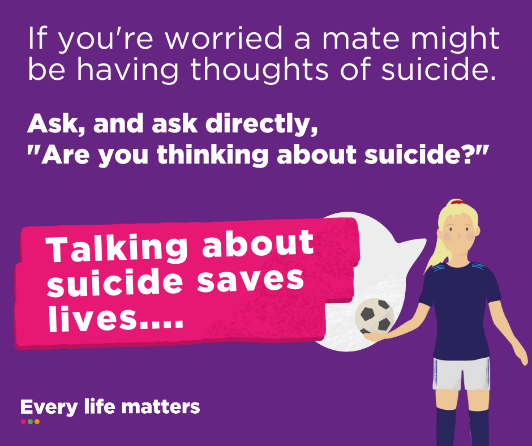 If you're worried a mate might
be having thoughts of suicide.
Ask, and ask directly,
"Are you thinking about suicide?"
Talking about
suicide saves
lives....
Every life matters